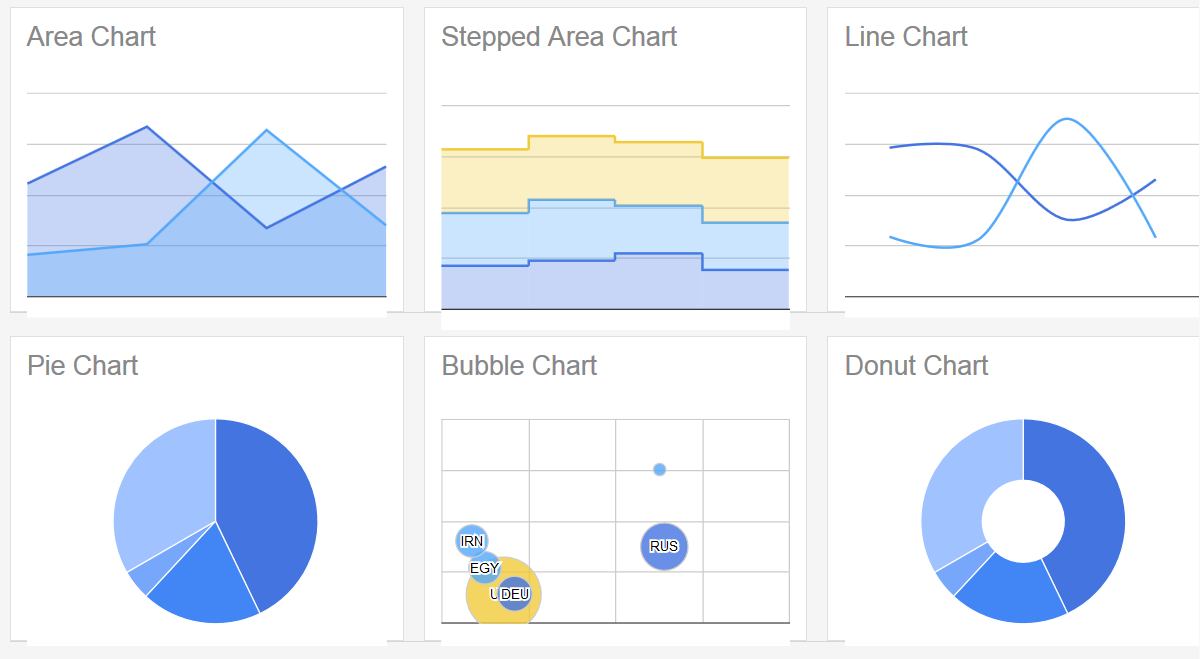 Area Chart
Stepped Area Chart
Line Chart
Pie Chart
Bubble Chart
Donut Chart
IRN
RUS
EGY
U DEU